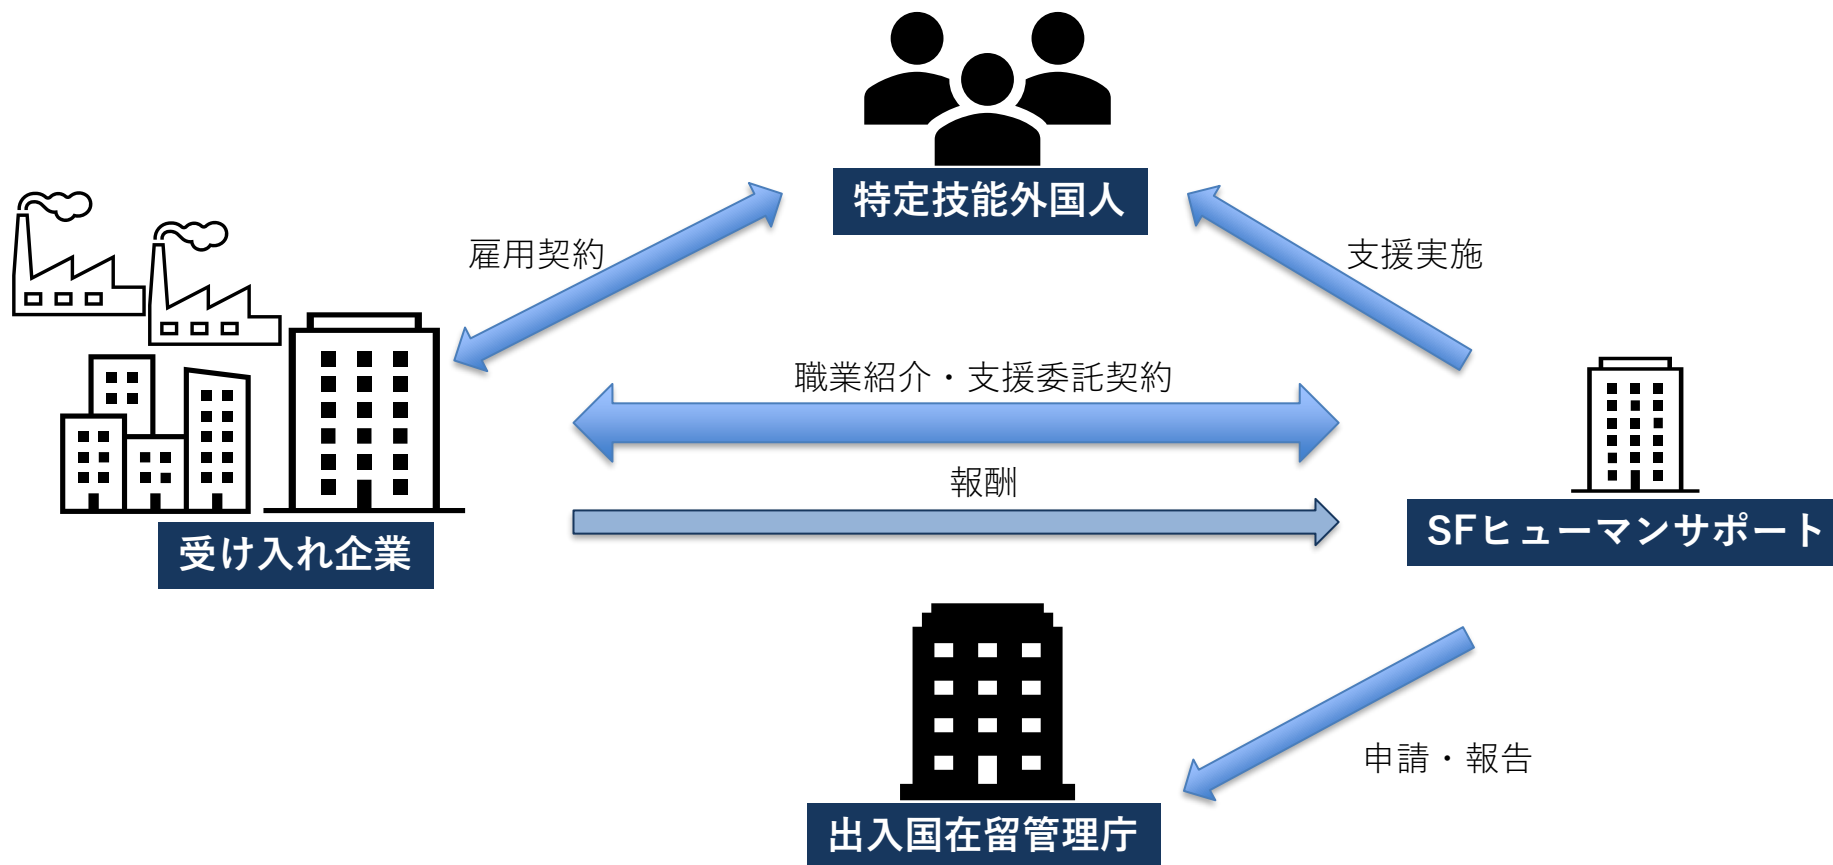 特定技能外国人
雇用契約
支援実施
職業紹介・支援委託契約
報酬
受け入れ企業
SFヒューマンサポート
申請・報告
出入国在留管理庁